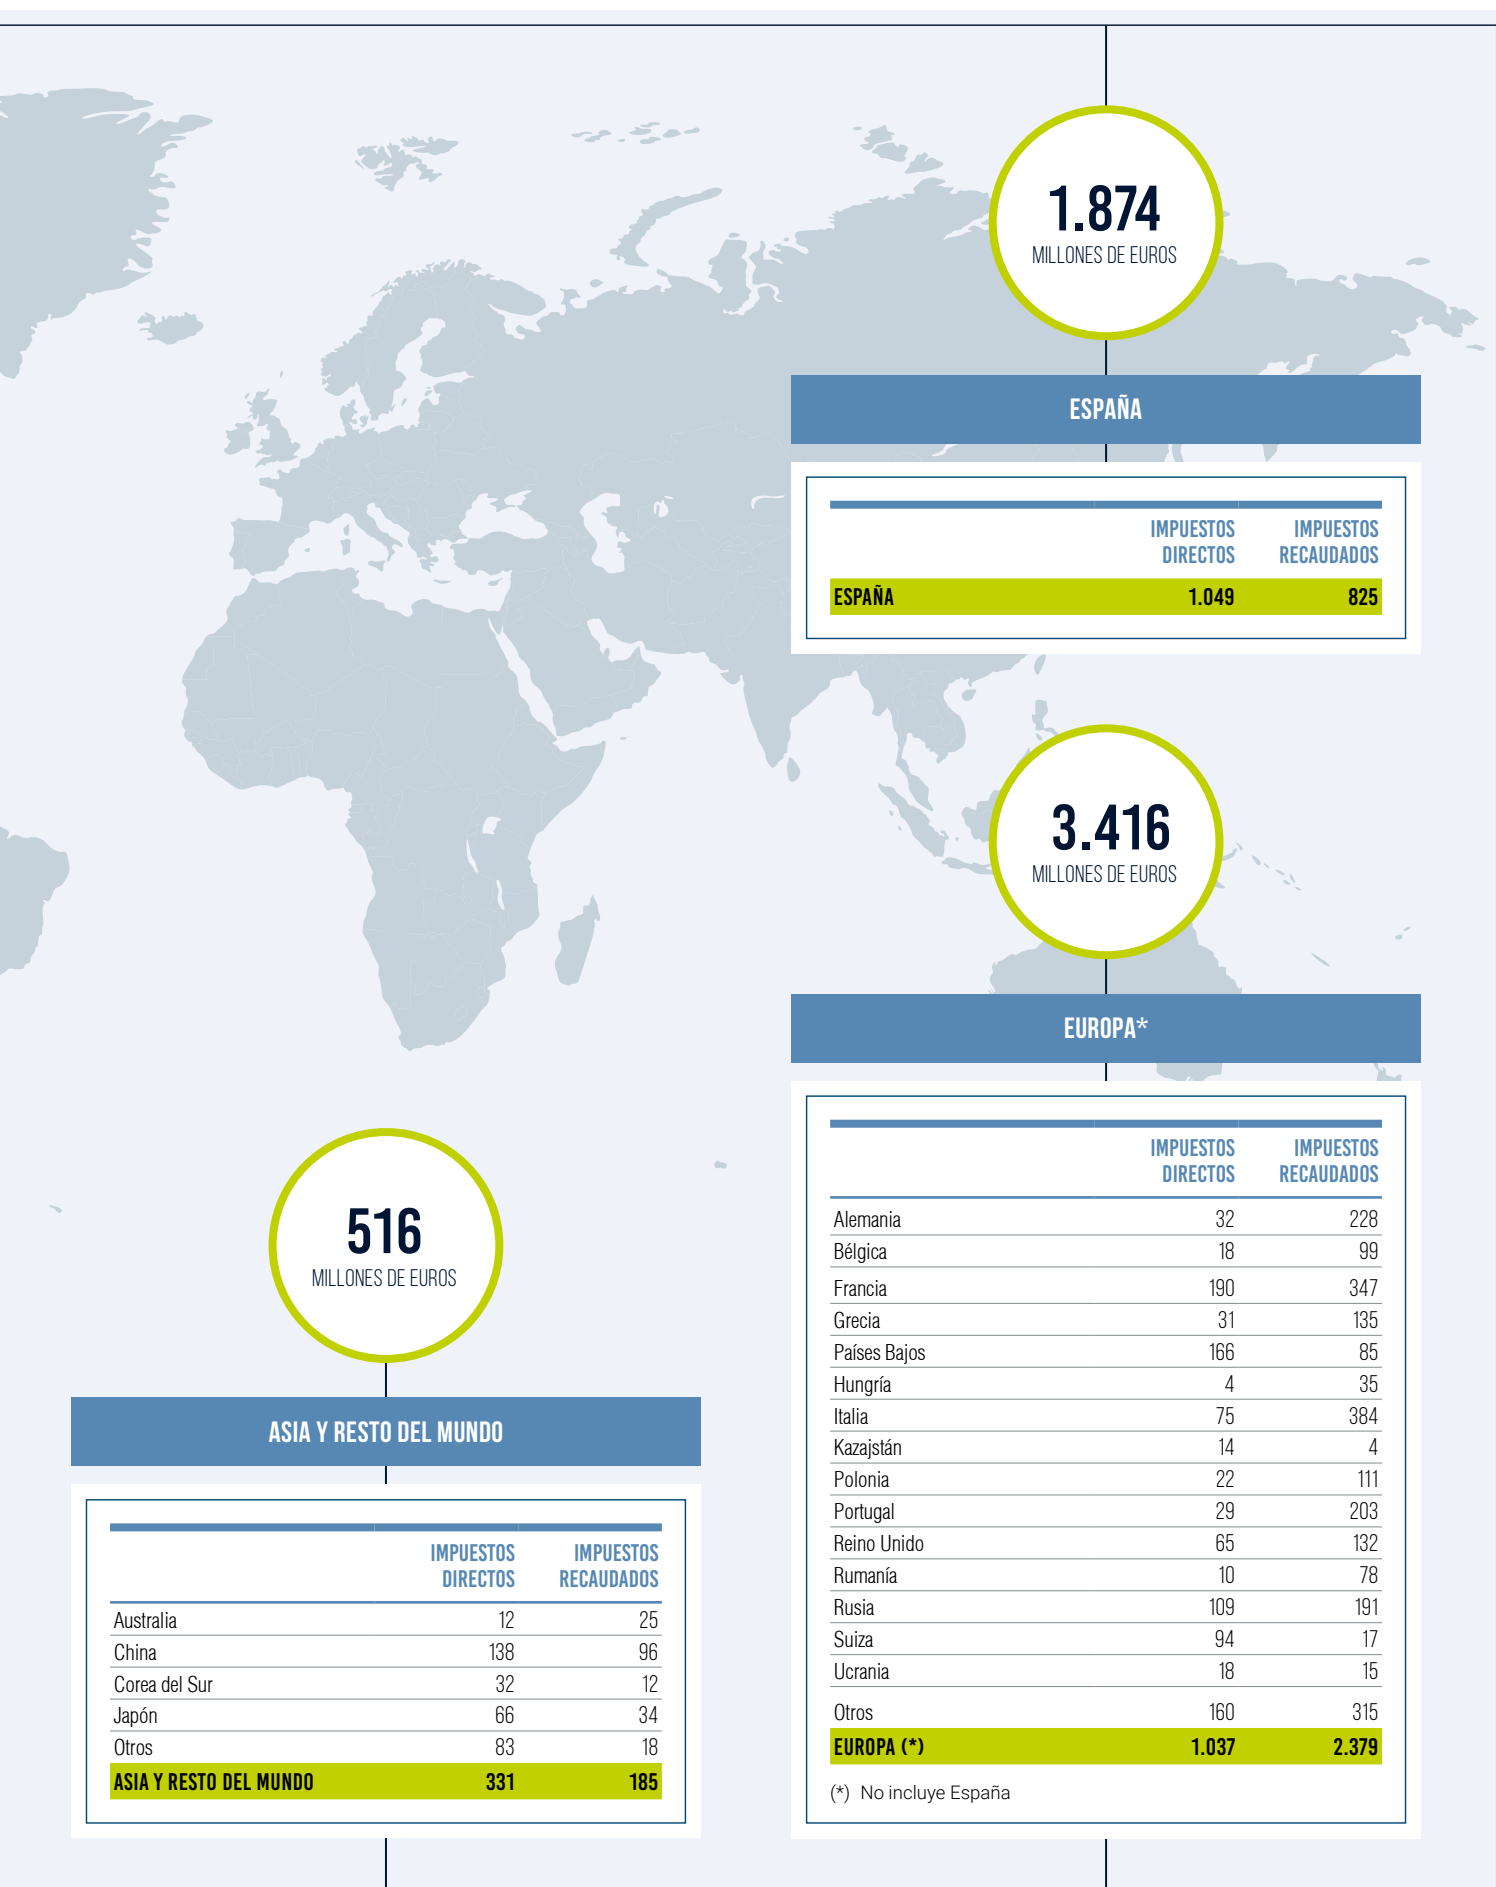 1.874
MILLONES DE EUROS
ESPAÑA
IMPUESTOS DIRECTOS IMPUESTOS RECAUDADOS
ESPAÑA 1.049 825
3.416
MILLONES DE EUROS
EUROPA*
IMPUESTOS DIRECTOS IMPUESTOS RECAUDADOS
Alemania 32 228
Bélgica 18 99
Francia 190 347
Grecia 31 135
Países Bajos 166 85
Hungría 4 35
Italia 75 384
Kazajstán 14 4
Polonia 22 111
Portugal 29 203
Reino Unido 65 132
Rumanía 10 78
Rusia 109 191
Suiza 94 17
Ucrania 18 15
Otros 160 315
EUROPA (*) 1.037 2.379
(*) No incluye España
516
MILLONES DE EUROS
ASIA Y RESTO DEL MUNDO
IMPUESTOS DIRECTOS IMPUESTOS RECAUDADOS
Australia 12 25
China 138 96
Corea del Sur 32 12
Japón 66 34
Otros 83 18
ASIA Y RESTO DEL MUNDO 331 185